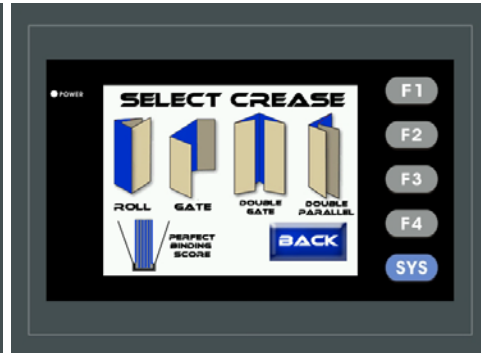 POWER
SELECT CREASE
ROLL
GATE
DOUBLE
GATE
DOUBLE
PARALLEL
PERFECT
BINDING
SCORE
BACK
F1
F2
F3
F4
SYS